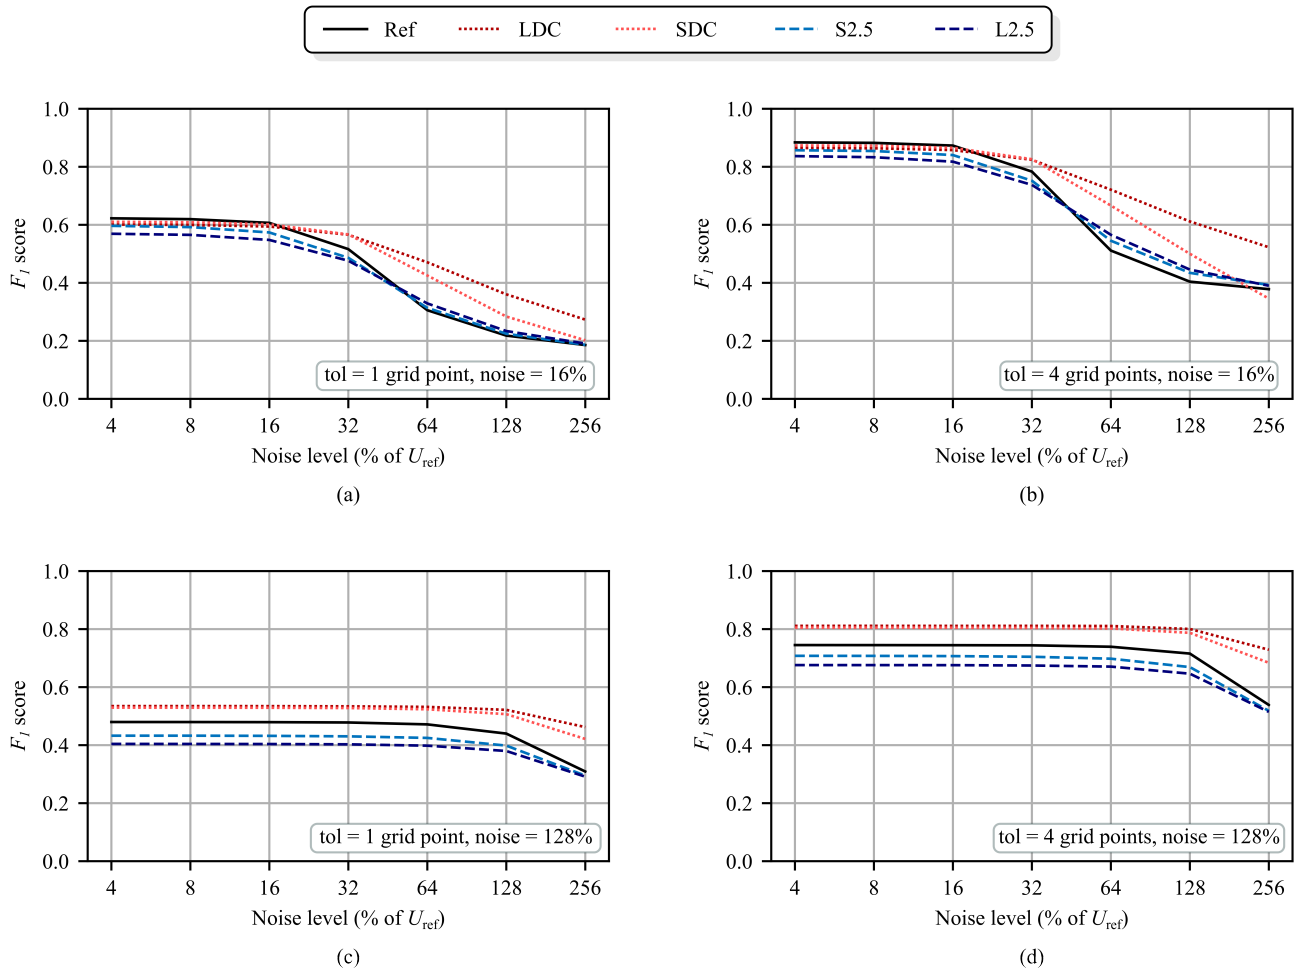 Ref LDC SDC S2.5 L2.5
1.0
0.8
0.6
0.4
0.2
0.0
F1 score
tol = 1 grid point, noise = 16%
4 8 16 32 64 128 256
Noise level (% of Uref)
(a)
1.0
0.8
0.6
0.4
0.2
0.0
F1 score
tol = 4 grid points, noise = 16%
4 8 16 32 64 128 256
Noise level (% of Uref)
(b)
1.0
0.8
0.6
0.4
0.2
0.0
F1 score
tol = 1 grid point, noise = 128%
4 8 16 32 64 128 256
Noise level (% of Uref)
(c)
1.0
0.8
0.6
0.4
0.2
0.0
F1 score
tol = 4 grid points, noise = 128%
4 8 16 32 64 128 256
Noise level (% of Uref)
(d)